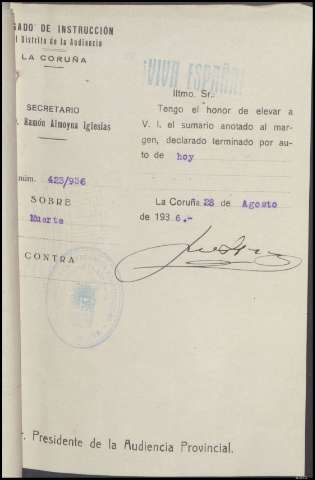 GADO DE INSTRUCCIÓN
l Distrito de la Audiencia
LA CORUÑA
¡VIVA ESPAÑA!
SECRETARIO
. Ramón Almoyna Iglesias
núm. 423/936
SOBRE
Muerte
CONTRA
Iltmo. Sr.
Tengo el honor de elevar a
V. I. el sumario anotado al mar-
gen, declarado terminado por au-
to de hoy
La Coruña 28 de Agosto
de 1936.-
r. Presidente de la Audiencia Provincial.